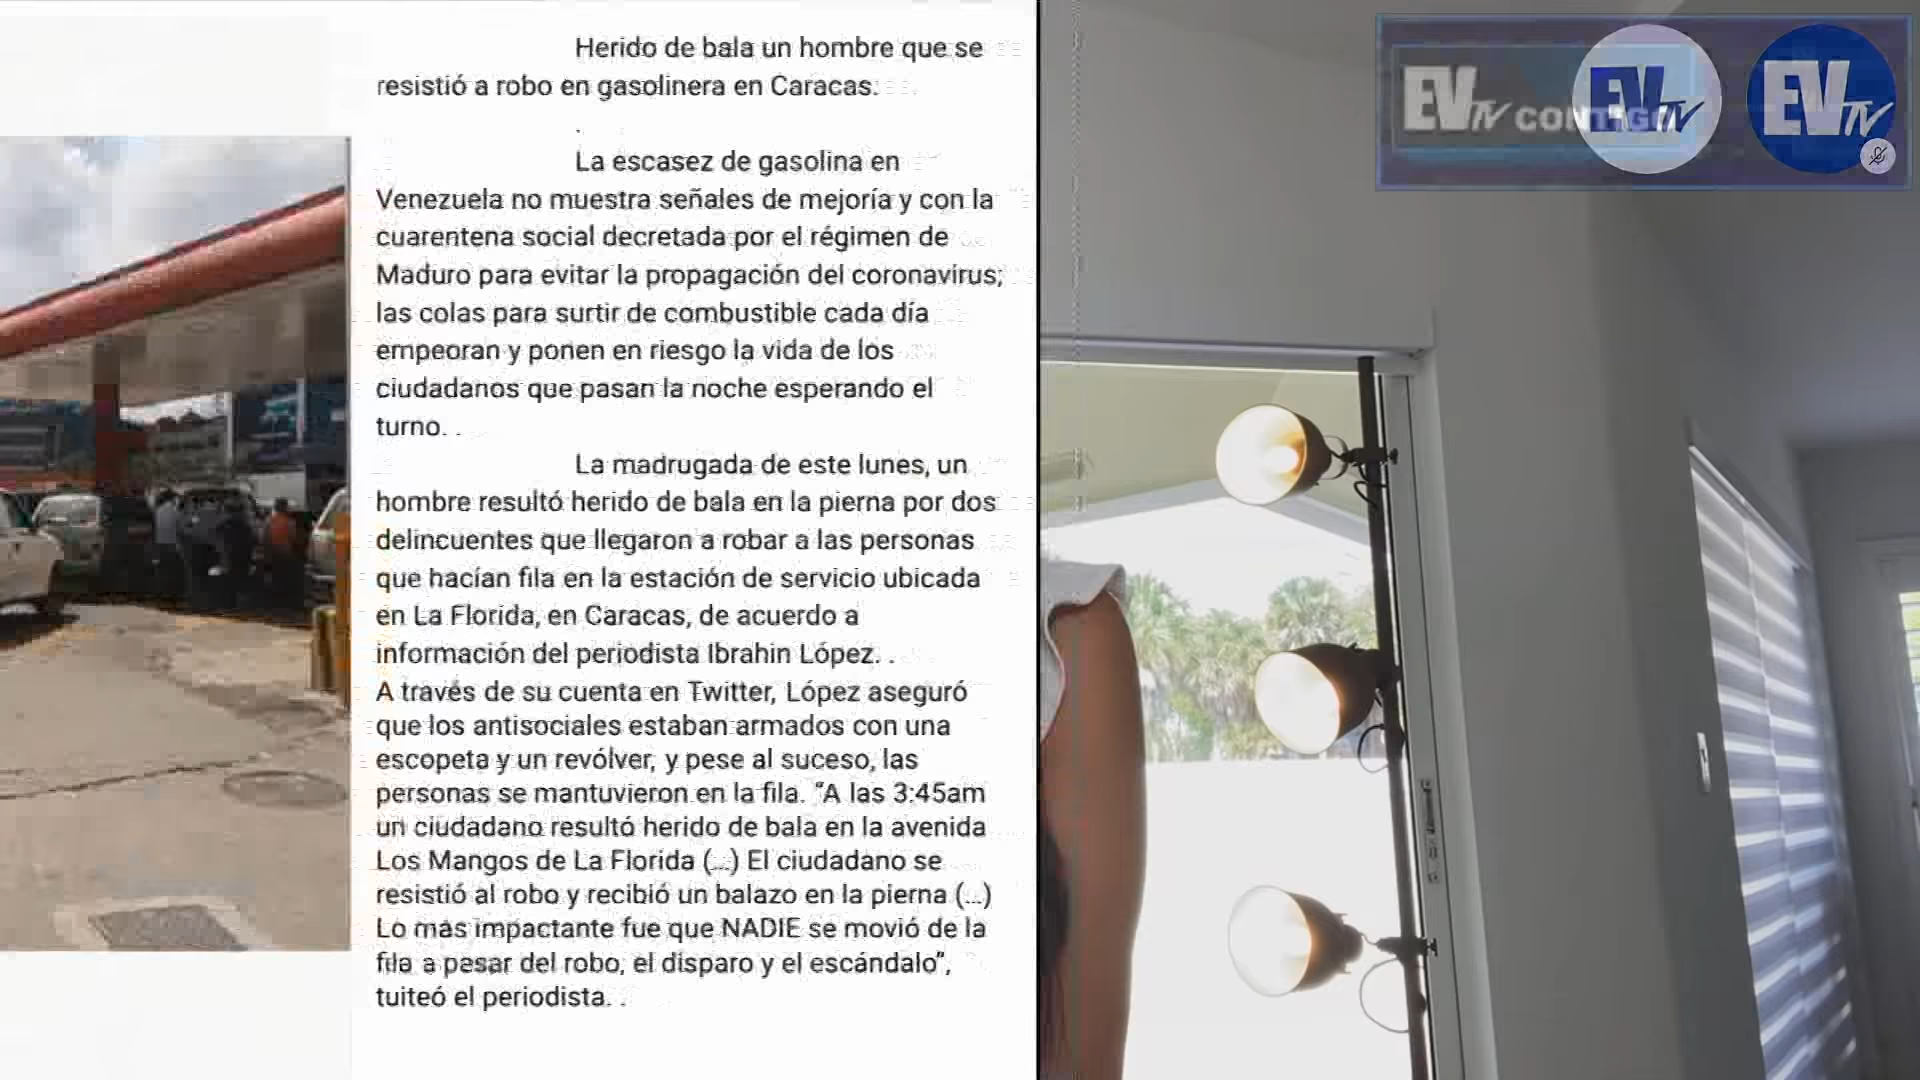 Herido de bala un hombre que se
resistió a robo en gasolinera en Caracas.
.
La escasez de gasolina en
Venezuela no muestra señales de mejoría y con la
cuarentena social decretada por el régimen de
Maduro para evitar la propagación del coronavirus;
las colas para surtir de combustible cada día
empeoran y ponen en riesgo la vida de los
ciudadanos que pasan la noche esperando el
turno. .
La madrugada de este lunes, un
hombre resultó herido de bala en la pierna por dos
delincuentes que llegaron a robar a las personas
que hacían fila en la estación de servicio ubicada
en La Florida, en Caracas, de acuerdo a
información del periodista Ibrahin López. .
A través de su cuenta en Twitter, López aseguró
que los antisociales estaban armados con una
escopeta y un revólver, y pese al suceso, las
personas se mantuvieron en la fila. “A las 3:45am
un ciudadano resultó herido de bala en la avenida
Los Mangos de La Florida (...) El ciudadano se
resistió al robo y recibió un balazo en la pierna (...)
Lo más impactante fue que NADIE se movió de la
fila a pesar del robo, el disparo y el escándalo”,
tuiteó el periodista. .
EVTV CONTIGO
EVTV
EVTV